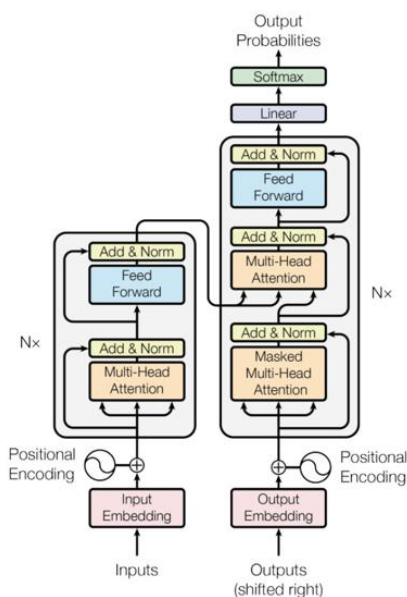 Output
Probabilities
Softmax
Linear
Add & Norm
Feed
Forward
Add & Norm
Multi-Head
Attention
Add & Norm
Masked
Multi-Head
Attention
N×
Add & Norm
Feed
Forward
N×
Add & Norm
Multi-Head
Attention
Positional
Encoding
Positional
Encoding
Input
Embedding
Output
Embedding
Inputs
Outputs
(shifted right)